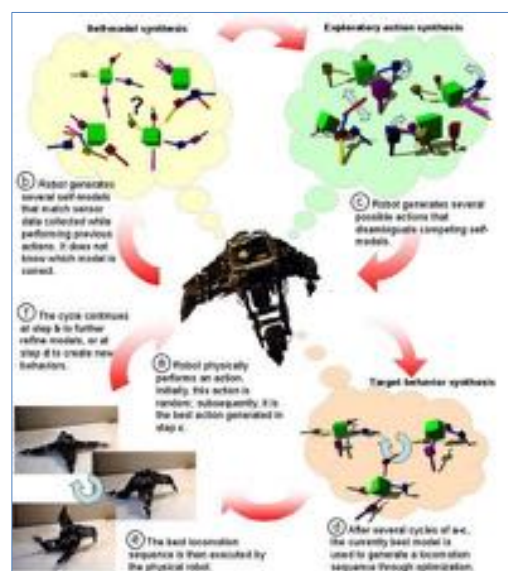 Self-model synthesis
Exploratory action synthesis
?
b Robot generates
several self-models
that match sensor
data collected while
performing previous
actions. It does not
know which model is
correct.
c Robot generates several
possible actions that
disambiguate competing self-
models.
f The cycle continues
at step b to further
refine models, or at
step d to create new
behaviors.
a Robot physically
performs an action.
Initially, this action is
random; subsequently, it is
the best action generated in
step c.
Target behavior synthesis
d After several cycles of a-c,
the currently best model is
used to generate a locomotion
sequence through optimization.
e The best locomotion
sequence is then executed by
the physical robot.